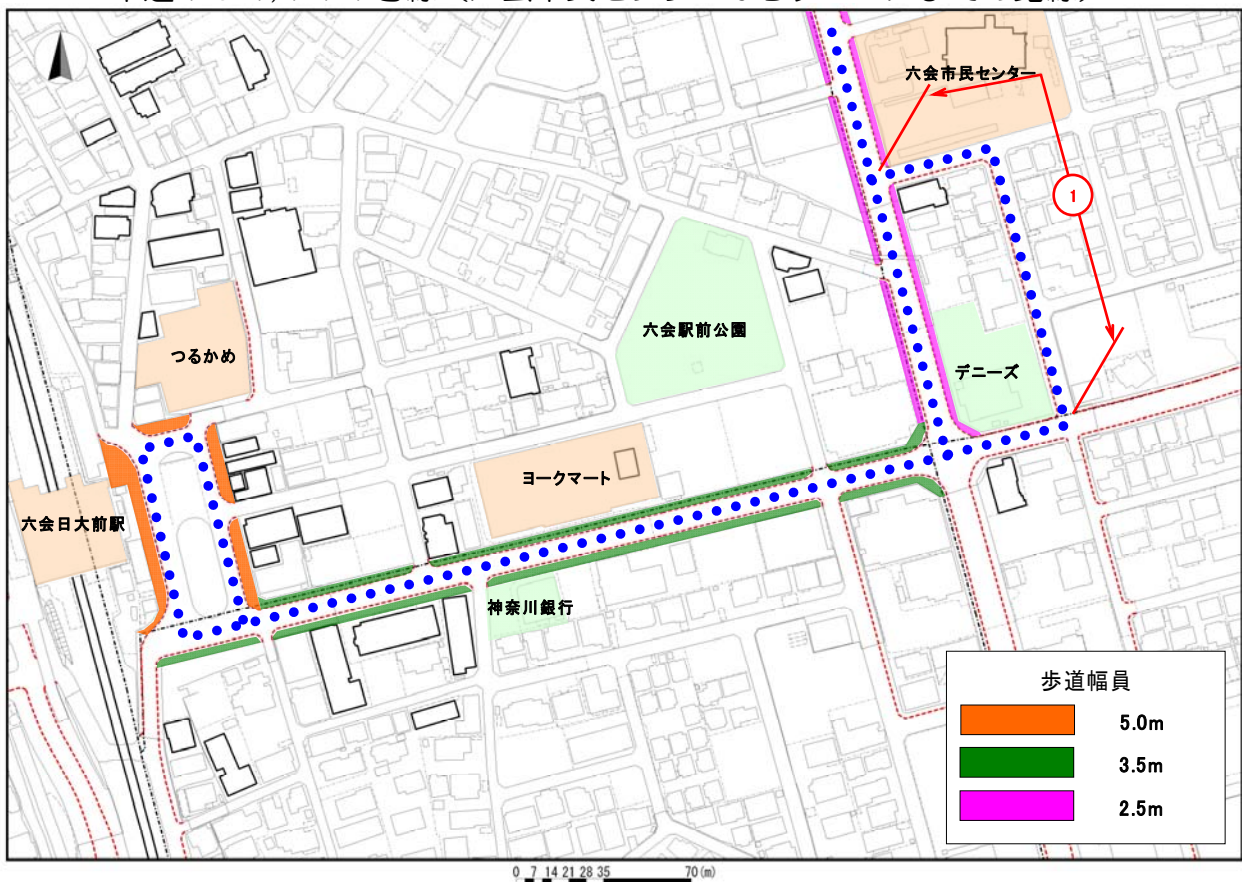 六会市民センター
1
六会駅前公園
つるかめ
デニーズ
ヨークマート
六会日大前駅
神奈川銀行
歩道幅員
5.0m
3.5m
2.5m
0 7 14 21 28 35 70(m)